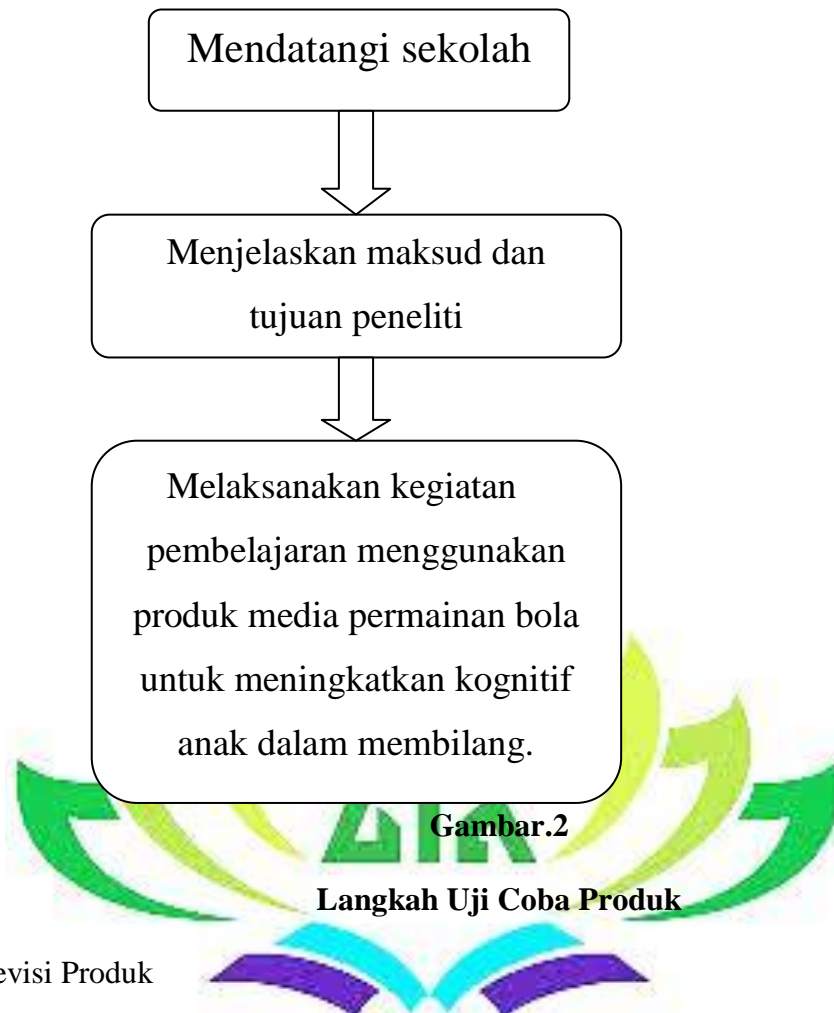 Mendatangi sekolah
Menjelaskan maksud dan
tujuan peneliti
Melaksanakan kegiatan
pembelajaran menggunakan
produk media permainan bola
untuk meningkatkan kognitif
anak dalam membilang.
Gambar.2
Langkah Uji Coba Produk
evisi Produk